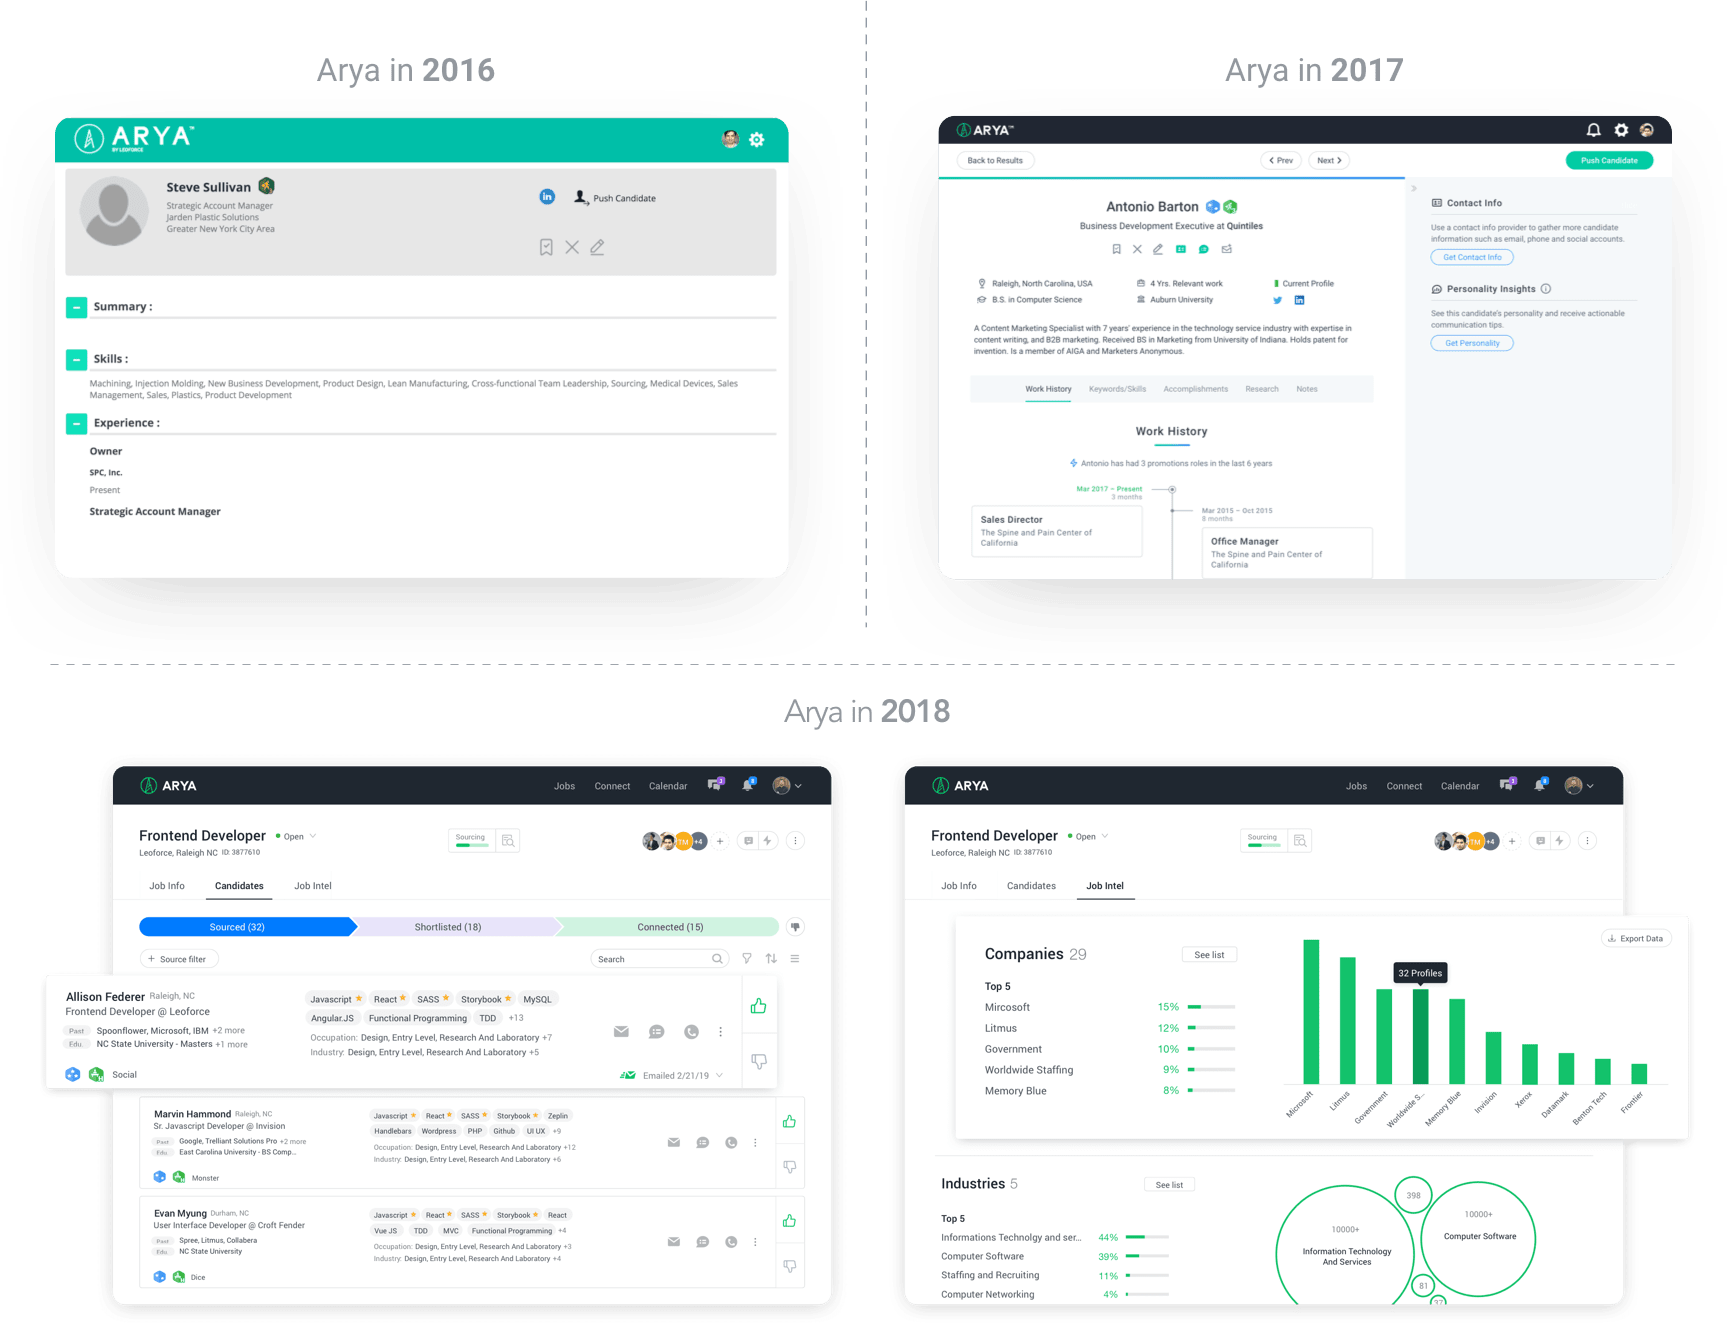 Arya in 2016
ARYA™
BY LEOFORCE
Steve Sullivan
Strategic Account Manager
Jarden Plastic Solutions
Greater New York City Area
in
Push Candidate
Summary :
Skills :
Machining, Injection Molding, New Business Development, Product Design, Lean Manufacturing, Cross-functional Team Leadership, Sourcing, Medical Devices, Sales
Management, Sales, Plastics, Product Development
Experience :
Owner
SPC, Inc.
Present
Strategic Account Manager
Arya in 2017
ARYA™
Back to Results
Prev
Next
Push Candidate
Antonio Barton
Business Development Executive at Quintiles
Raleigh, North Carolina, USA
4 Yrs. Relevant work
Current Profile
B.S. in Computer Science
Auburn University
in
A Content Marketing Specialist with 7 years' experience in the technology service industry with expertise in
content writing, and B2B marketing. Received BS in Marketing from University of Indiana. Holds patent for
invention. Is a member of AIGA and Marketers Anonymous.
Work History
Keywords/Skills
Accomplishments
Research
Notes
Work History
Antonio has had 3 promotions roles in the last 6 years
Mar 2017 – Present
3 months
Sales Director
The Spine and Pain Center of
California
Mar 2015 – Oct 2015
8 months
Office Manager
The Spine and Pain Center of
California
Contact Info
Use a contact info provider to gather more candidate
information such as email, phone and social accounts.
Get Contact Info
Personality Insights
See this candidate's personality and receive actionable
communication tips.
Get Personality
Arya in 2018
ARYA
Jobs
Connect
Calendar
Frontend Developer
Open
Leoforce, Raleigh NC ID: 3877610
Sourcing
TM
+4
Job Info
Candidates
Job Intel
Sourced (32)
Shortlisted (18)
Connected (15)
+ Source filter
Search
Allison Federer Raleigh, NC
Frontend Developer @ Leoforce
Past Spoonflower, Microsoft, IBM +2 more
Edu NC State University - Masters +1 more
Social
Javascript React SASS Storybook MySQL
Angular.JS Functional Programming TDD +13
Occupation: Design, Entry Level, Research And Laboratory +7
Industry: Design, Entry Level, Research And Laboratory +5
Emailed 2/21/19
Marvin Hammond Raleigh, NC
Sr. Javascript Developer @ Invision
Past Google, Trelliant Solutions Pro +2 more
Edu East Carolina University - BS Comp...
Monster
Javascript React SASS Storybook Zeplin
Handlebars Wordpress PHP Github UI UX +9
Occupation: Design, Entry Level, Research And Laboratory +12
Industry: Design, Entry Level, Research And Laboratory +6
Evan Myung Durham, NC
User Interface Developer @ Croft Fender
Past Spree, Litmus, Collabera
Edu NC State University
Dice
Javascript React SASS Storybook React
Vue JS TDD MVC Functional Programming +4
Occupation: Design, Entry Level, Research And Laboratory +3
Industry: Design, Entry Level, Research And Laboratory +4
ARYA
Jobs
Connect
Calendar
Frontend Developer
Open
Leoforce, Raleigh NC ID: 3877610
Sourcing
TM
+4
Job Info
Candidates
Job Intel
Companies 29
See list
Top 5
Mircosoft 15%
Litmus 12%
Government 10%
Worldwide Staffing 9%
Memory Blue 8%
Export Data
32 Profiles
Microsoft
Litmus
Government
Worldwide S...
Memory Blue
Invision
Xerox
Datamark
Benton Tech
Frontier
Industries 5
See list
Top 5
Informations Technolgy and ser... 44%
Computer Software 39%
Staffing and Recruiting 11%
Computer Networking 4%
398
10000+
Information Technology
And Services
10000+
Computer Software
81
37